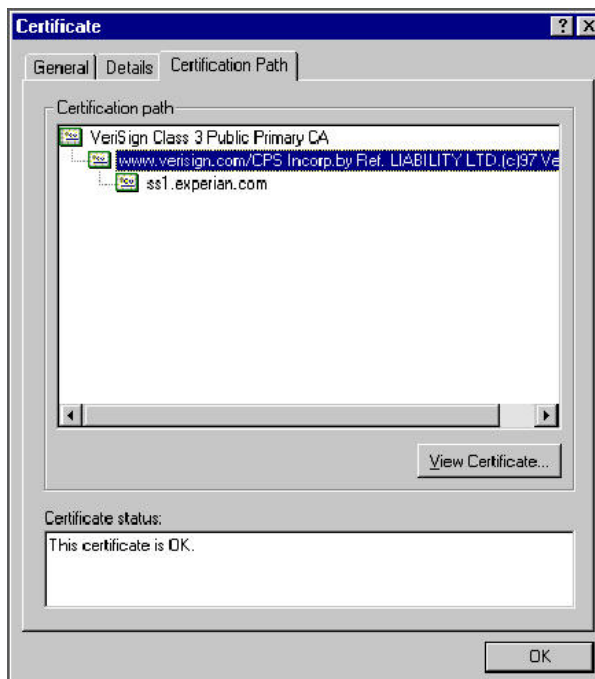 Certificate
General Details Certification Path
Certification path
VeriSign Class 3 Public Primary CA
www.verisign.com/CPS Incorp.by Ref. LIABILITY LTD.(c)97 Ve
ss1.experian.com
View Certificate...
Certificate status:
This certificate is OK.
OK